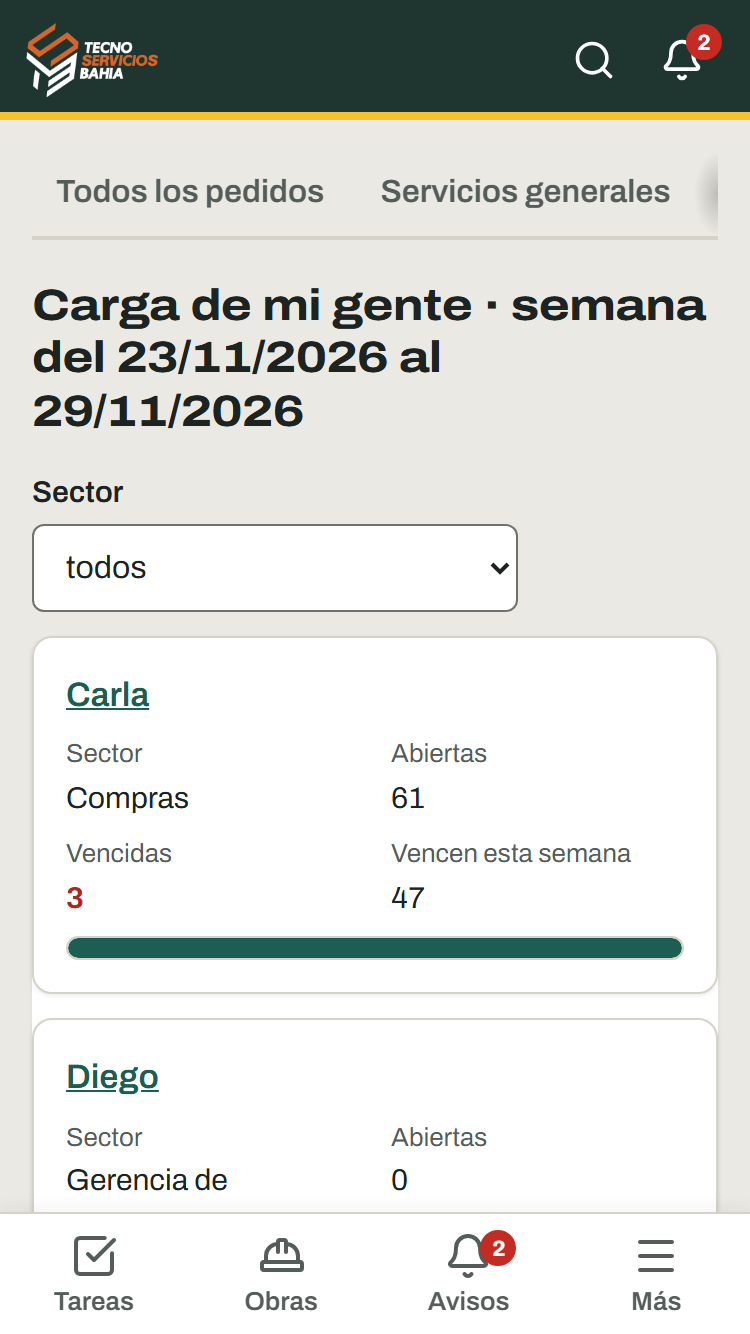 TECNO
SERVICIOS
BAHIA
2
Todos los pedidos
Servicios generales
Carga de mi gente · semana
del 23/11/2026 al
29/11/2026
Sector
todos
Carla
Sector
Abiertas
Compras
61
Vencidas
Vencen esta semana
3
47
Diego
Sector
Abiertas
Gerencia de
0
2
Tareas
Obras
Avisos
Más